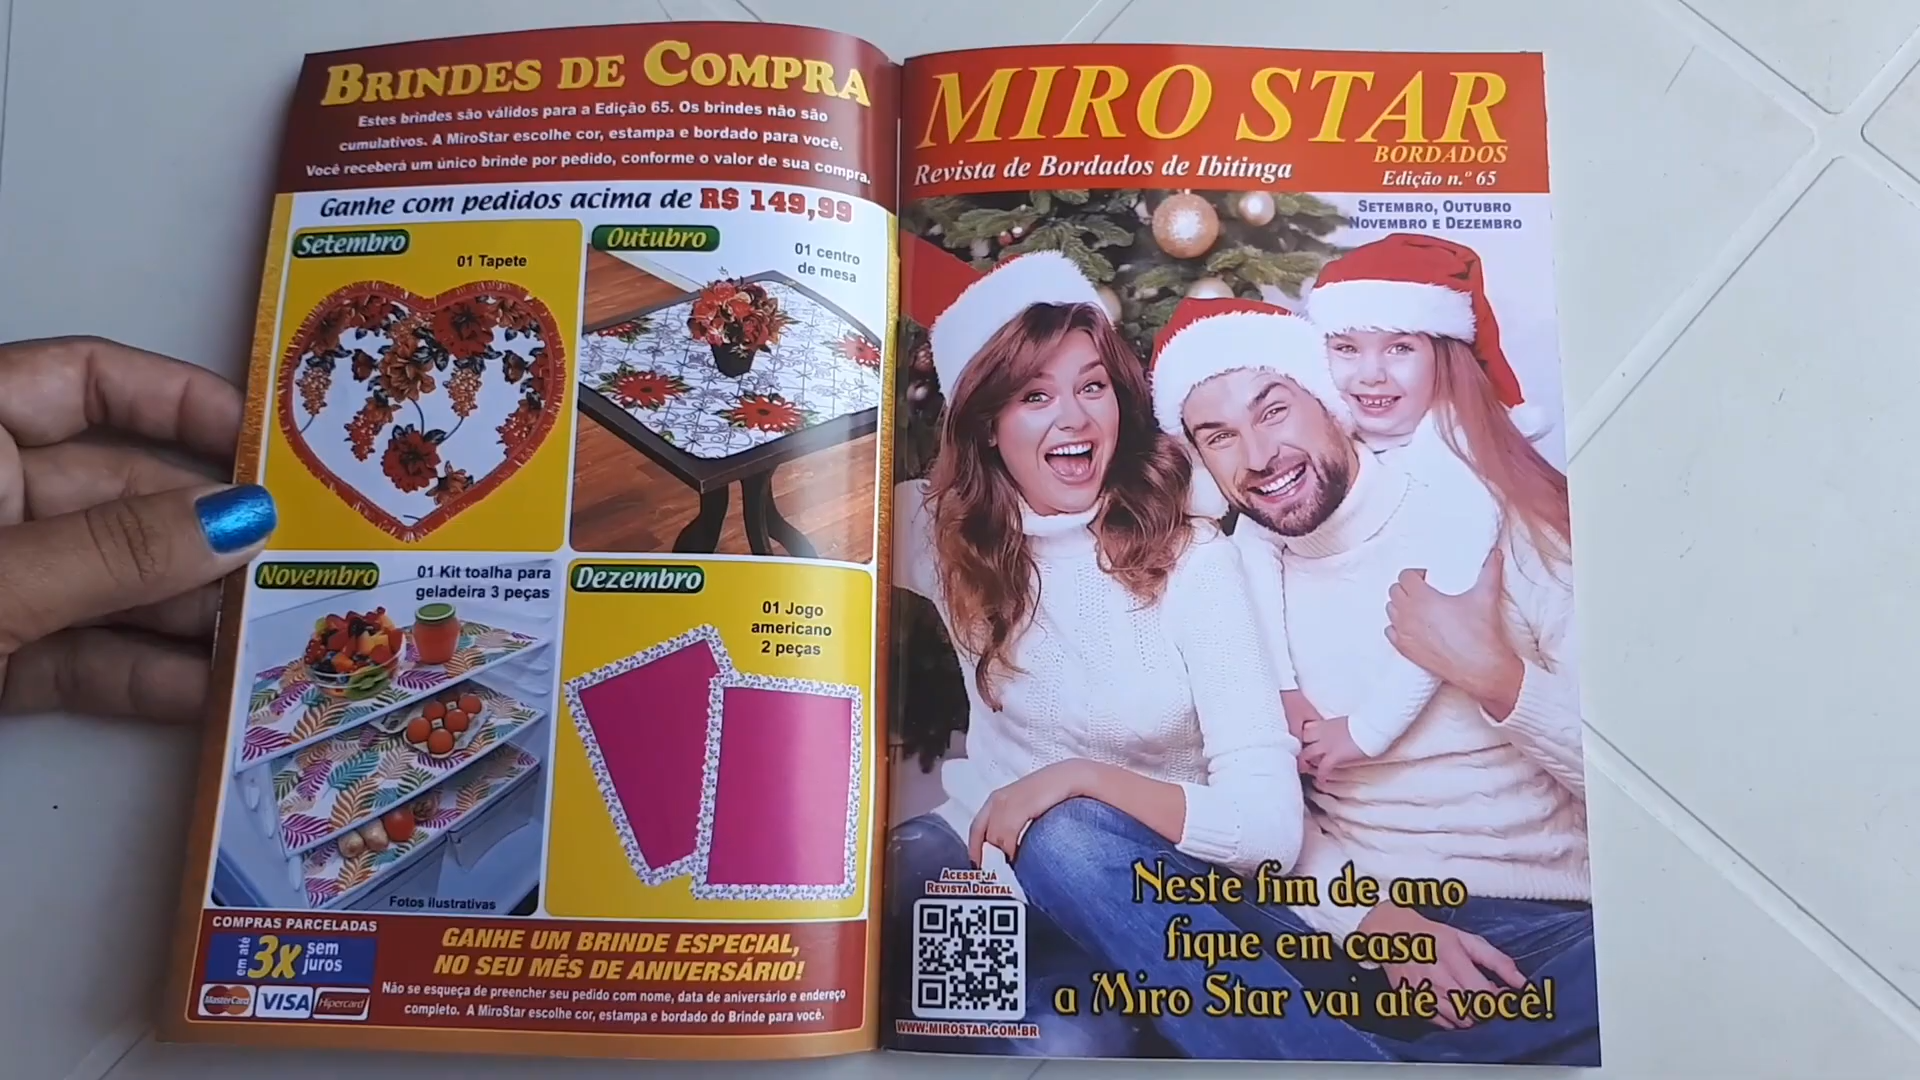 BRINDES DE COMPRA
Estes brindes são válidos para a Edição 65. Os brindes não são
cumulativos. A MiroStar escolhe cor, estampa e bordado para você.
Você receberá um único brinde por pedido, conforme o valor de sua compra.
Ganhe com pedidos acima de R$ 149,99
Setembro
01 Tapete
Outubro
01 centro
de mesa
Novembro
01 Kit toalha para
geladeira 3 peças
Fotos ilustrativas
Dezembro
01 Jogo
americano
2 peças
COMPRAS PARCELADAS
em até 3x sem
juros
MasterCard VISA Hipercard
GANHE UM BRINDE ESPECIAL,
NO SEU MÊS DE ANIVERSÁRIO!
Não se esqueça de preencher seu pedido com nome, data de aniversário e endereço
completo. A MiroStar escolhe cor, estampa e bordado do Brinde para você.
MIRO STAR
BORDADOS
Revista de Bordados de Ibitinga
Edição n.º 65
SETEMBRO, OUTUBRO
NOVEMBRO E DEZEMBRO
ACESSE JÁ
REVISTA DIGITAL
WWW.MIROSTAR.COM.BR
Neste fim de ano
fique em casa
a Miro Star vai até você!